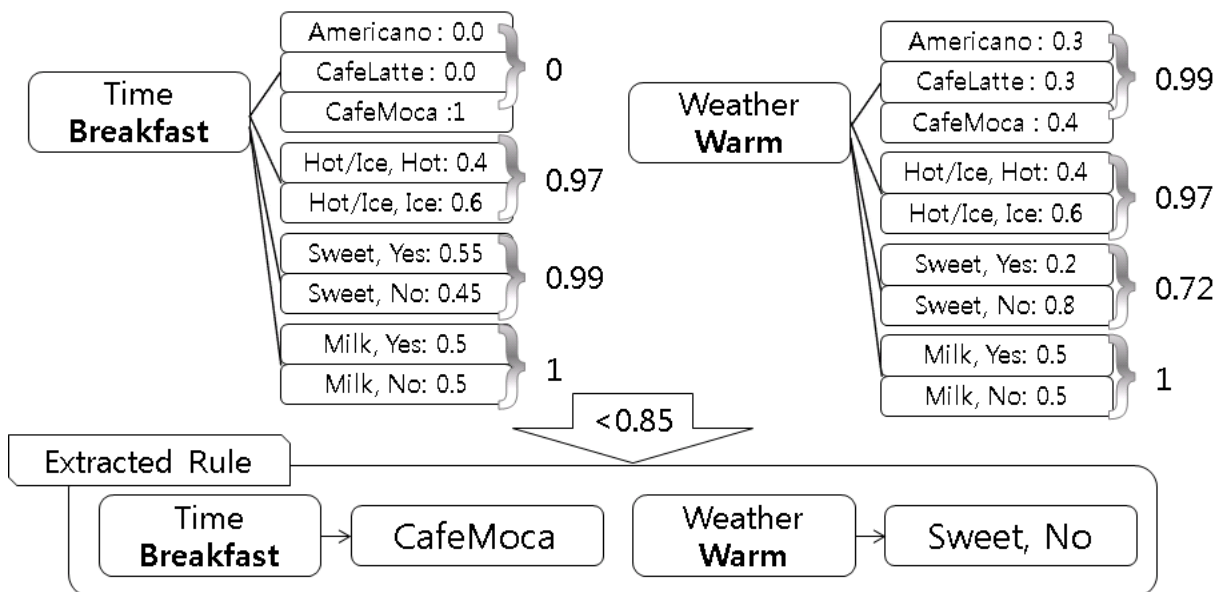 Time
Breakfast
Americano : 0.0
CafeLatte : 0.0
CafeMoca :1
0
Hot/Ice, Hot: 0.4
Hot/Ice, Ice: 0.6
0.97
Sweet, Yes: 0.55
Sweet, No: 0.45
0.99
Milk, Yes: 0.5
Milk, No: 0.5
1
Weather
Warm
Americano : 0.3
CafeLatte : 0.3
CafeMoca : 0.4
0.99
Hot/Ice, Hot: 0.4
Hot/Ice, Ice: 0.6
0.97
Sweet, Yes: 0.2
Sweet, No: 0.8
0.72
Milk, Yes: 0.5
Milk, No: 0.5
1
<0.85
Extracted Rule
Time
Breakfast
CafeMoca
Weather
Warm
Sweet, No